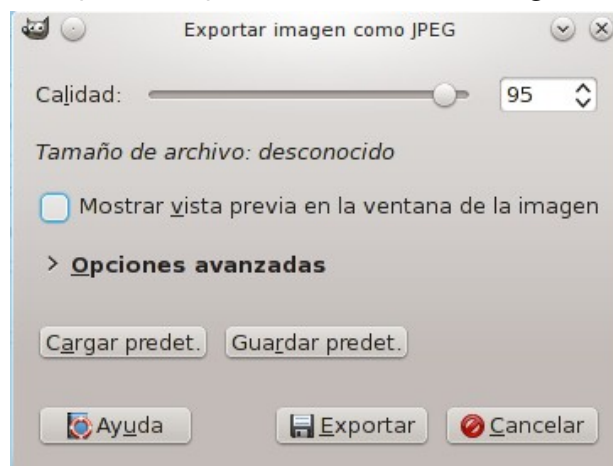 Exportar imagen como JPEG
Calidad: 95
Tamaño de archivo: desconocido
Mostrar vista previa en la ventana de la imagen
> Opciones avanzadas
Cargar predet. Guardar predet.
Ayuda Exportar Cancelar